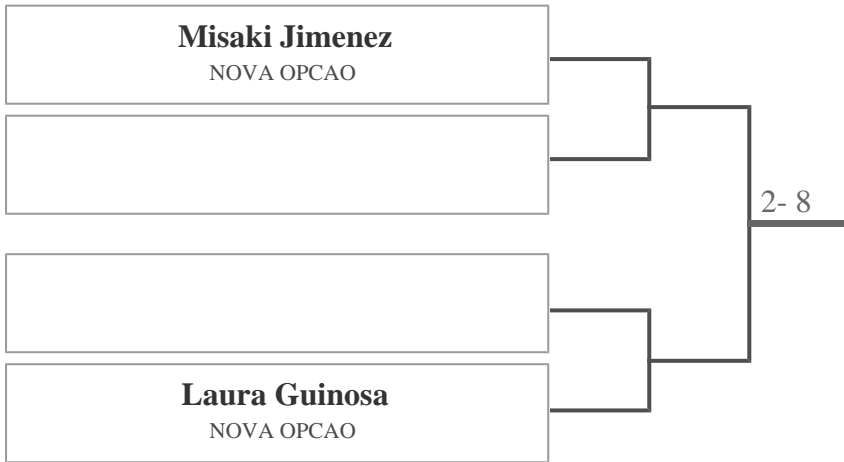 Misaki Jimenez
NOVA OPCAO
2- 8
Laura Guinosa
NOVA OPCAO